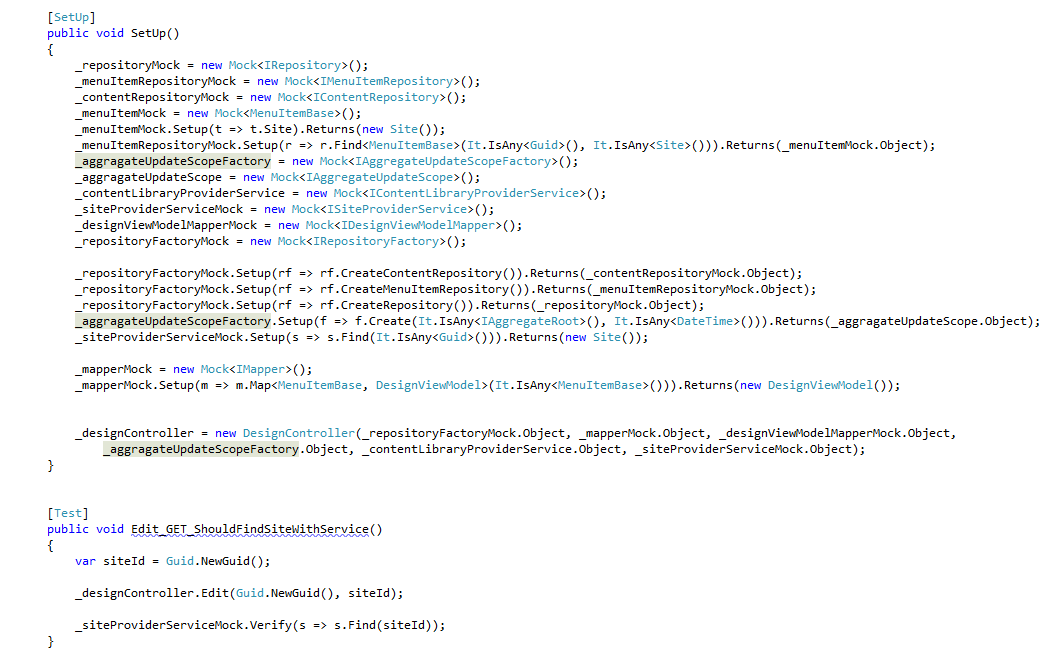 [SetUp]
public void SetUp()
{
_repositoryMock = new Mock<IRepository>();
_menuItemRepositoryMock = new Mock<IMenuItemRepository>();
_contentRepositoryMock = new Mock<IContentRepository>();
_menuItemMock = new Mock<MenuItemBase>();
_menuItemMock.Setup(t => t.Site).Returns(new Site());
_menuItemRepositoryMock.Setup(r => r.Find<MenuItemBase>(It.IsAny<Guid>(), It.IsAny<Site>())).Returns(_menuItemMock.Object);
_aggragateUpdateScopeFactory = new Mock<IAggregateUpdateScopeFactory>();
_aggragateUpdateScope = new Mock<IAggregateUpdateScope>();
_contentLibraryProviderService = new Mock<IContentLibraryProviderService>();
_siteProviderServiceMock = new Mock<ISiteProviderService>();
_designViewModelMapperMock = new Mock<IDesignViewModelMapper>();
_repositoryFactoryMock = new Mock<IRepositoryFactory>();
_repositoryFactoryMock.Setup(rf => rf.CreateContentRepository()).Returns(_contentRepositoryMock.Object);
_repositoryFactoryMock.Setup(rf => rf.CreateMenuItemRepository()).Returns(_menuItemRepositoryMock.Object);
_repositoryFactoryMock.Setup(rf => rf.CreateRepository()).Returns(_repositoryMock.Object);
_aggragateUpdateScopeFactory.Setup(f => f.Create(It.IsAny<IAggregateRoot>(), It.IsAny<DateTime>())).Returns(_aggragateUpdateScope.Object);
_siteProviderServiceMock.Setup(s => s.Find(It.IsAny<Guid>())).Returns(new Site());
_mapperMock = new Mock<IMapper>();
_mapperMock.Setup(m => m.Map<MenuItemBase, DesignViewModel>(It.IsAny<MenuItemBase>())).Returns(new DesignViewModel());
_designController = new DesignController(_repositoryFactoryMock.Object, _mapperMock.Object, _designViewModelMapperMock.Object,
_aggragateUpdateScopeFactory.Object, _contentLibraryProviderService.Object, _siteProviderServiceMock.Object);
}
[Test]
public void Edit_GET_ShouldFindSiteWithService()
{
var siteId = Guid.NewGuid();
_designController.Edit(Guid.NewGuid(), siteId);
_siteProviderServiceMock.Verify(s => s.Find(siteId));
}